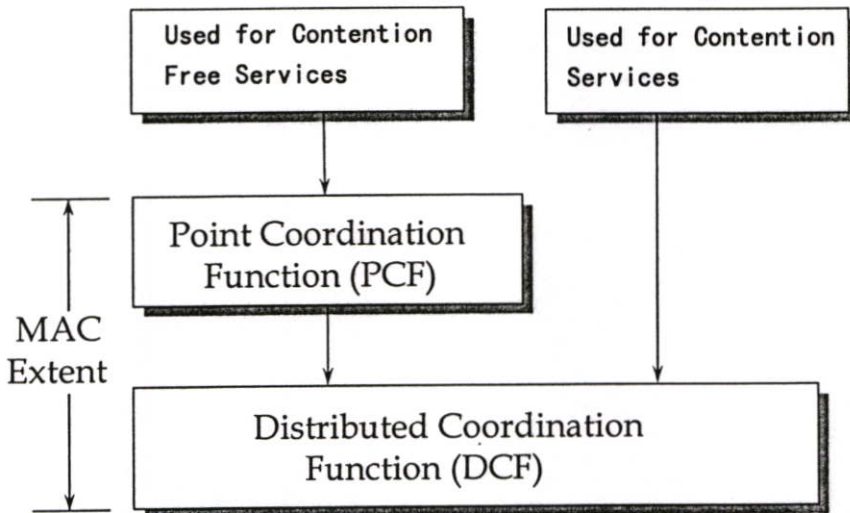 Used for Contention
Free Services
Used for Contention
Services
Point Coordination
Function (PCF)
MAC
Extent
Distributed Coordination
Function (DCF)